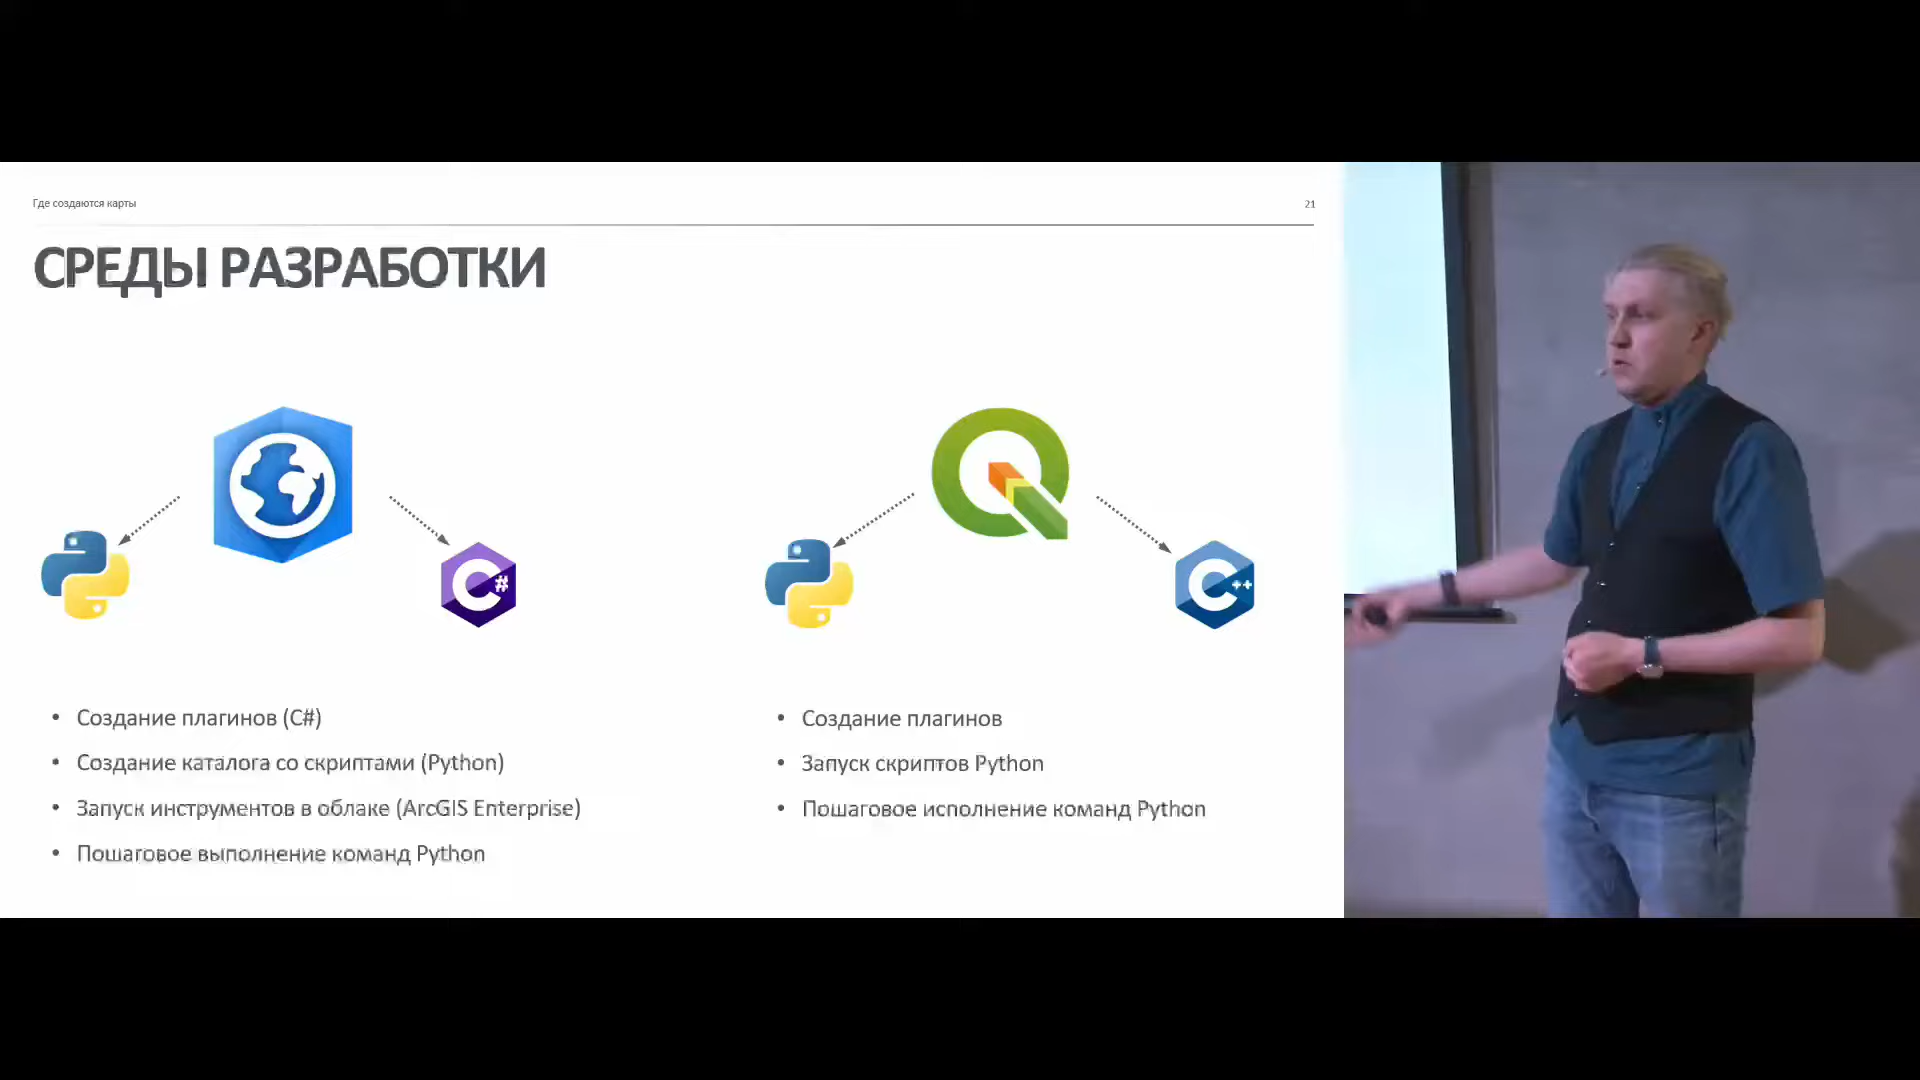 Где создаются карты
21
СРЕДЫ РАЗРАБОТКИ
C#
C++
• Создание плагинов (C#)
• Создание каталога со скриптами (Python)
• Запуск инструментов в облаке (ArcGIS Enterprise)
• Пошаговое выполнение команд Python
• Создание плагинов
• Запуск скриптов Python
• Пошаговое исполнение команд Python